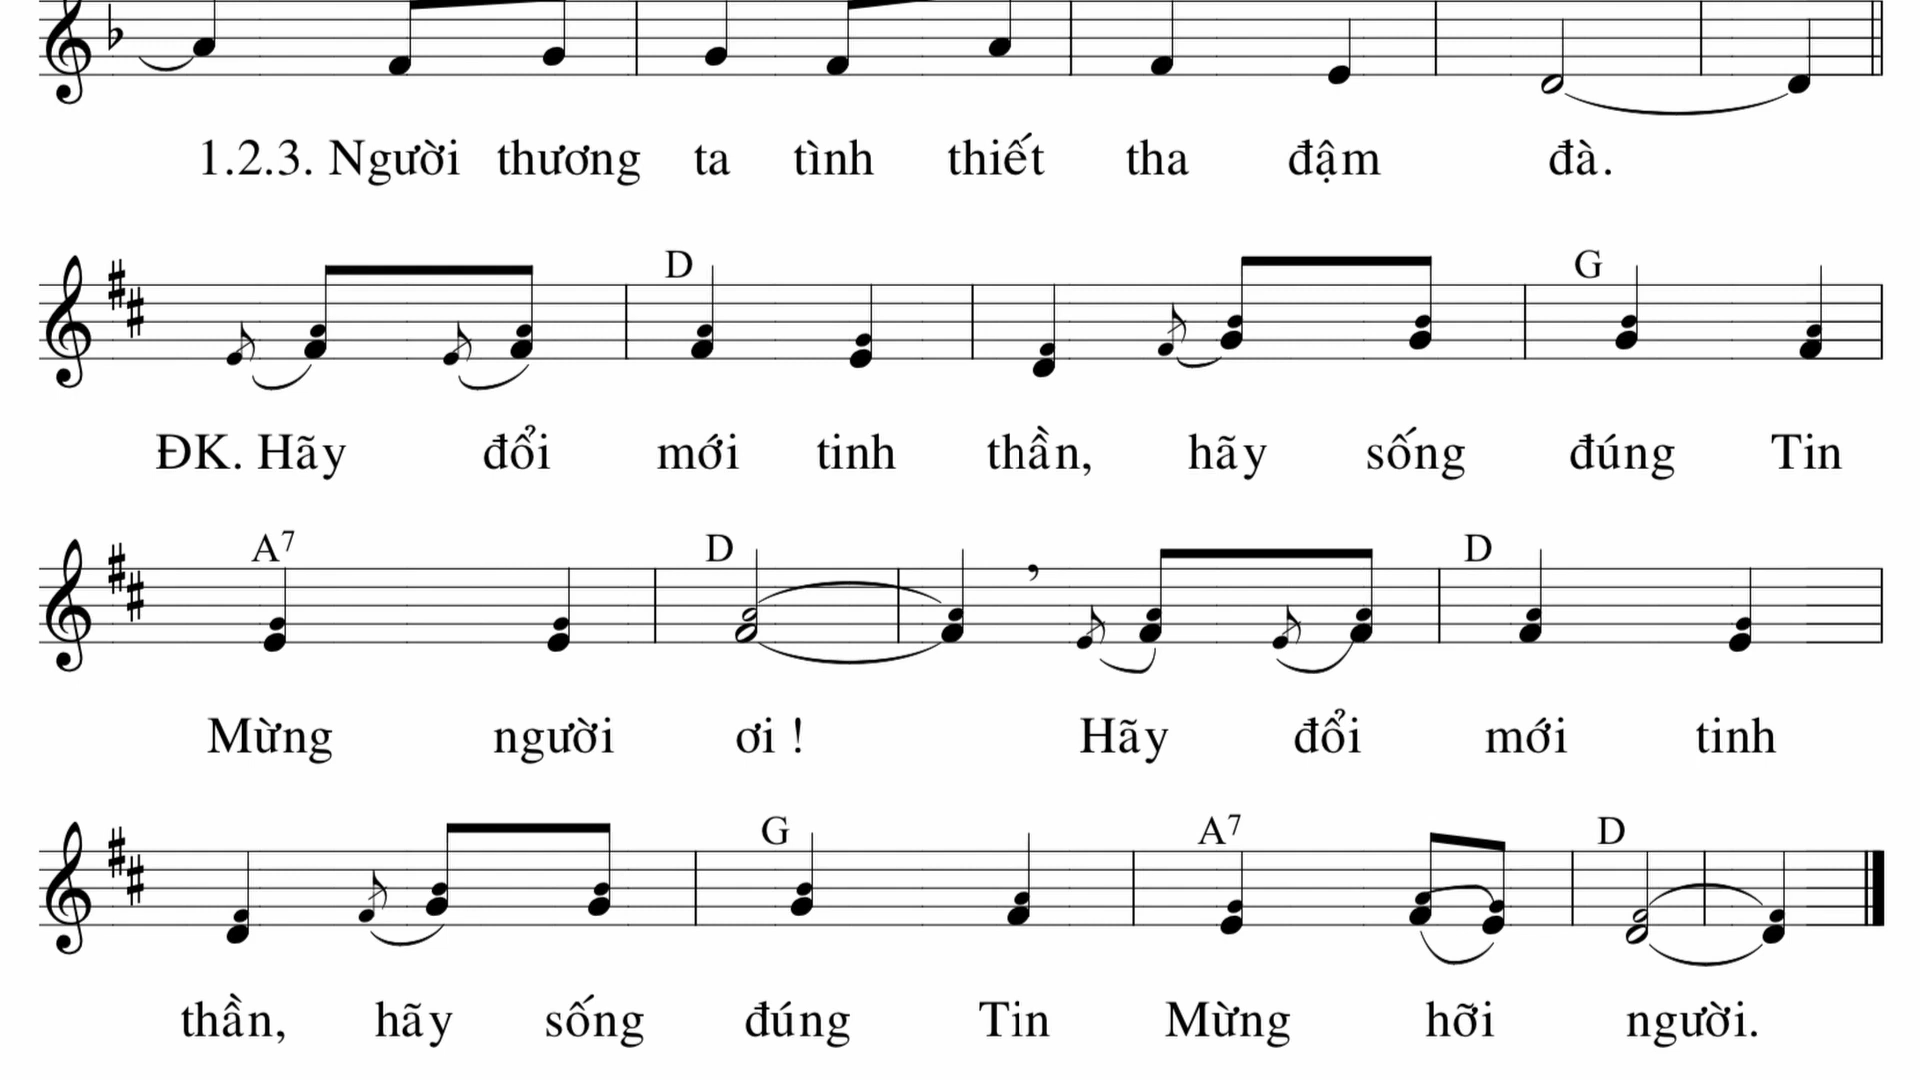 1.2.3. Người thương ta tình thiết tha đậm đà.
D G
ĐK. Hãy đổi mới tinh thần, hãy sống đúng Tin
A7 D D
Mừng người ơi ! Hãy đổi mới tinh
G A7 D
thần, hãy sống đúng Tin Mừng hỡi người.